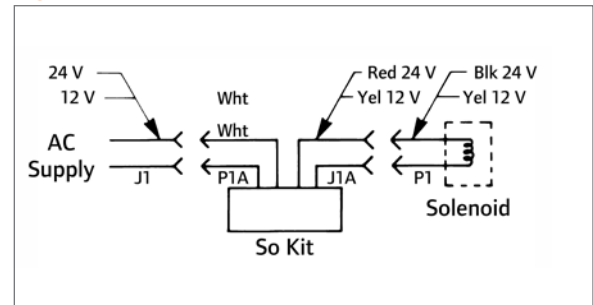 24 V
12 V
Wht
Wht
Red 24 V
Yel 12 V
Blk 24 V
Yel 12 V
AC
Supply
J1
P1A
J1A
P1
Solenoid
So Kit